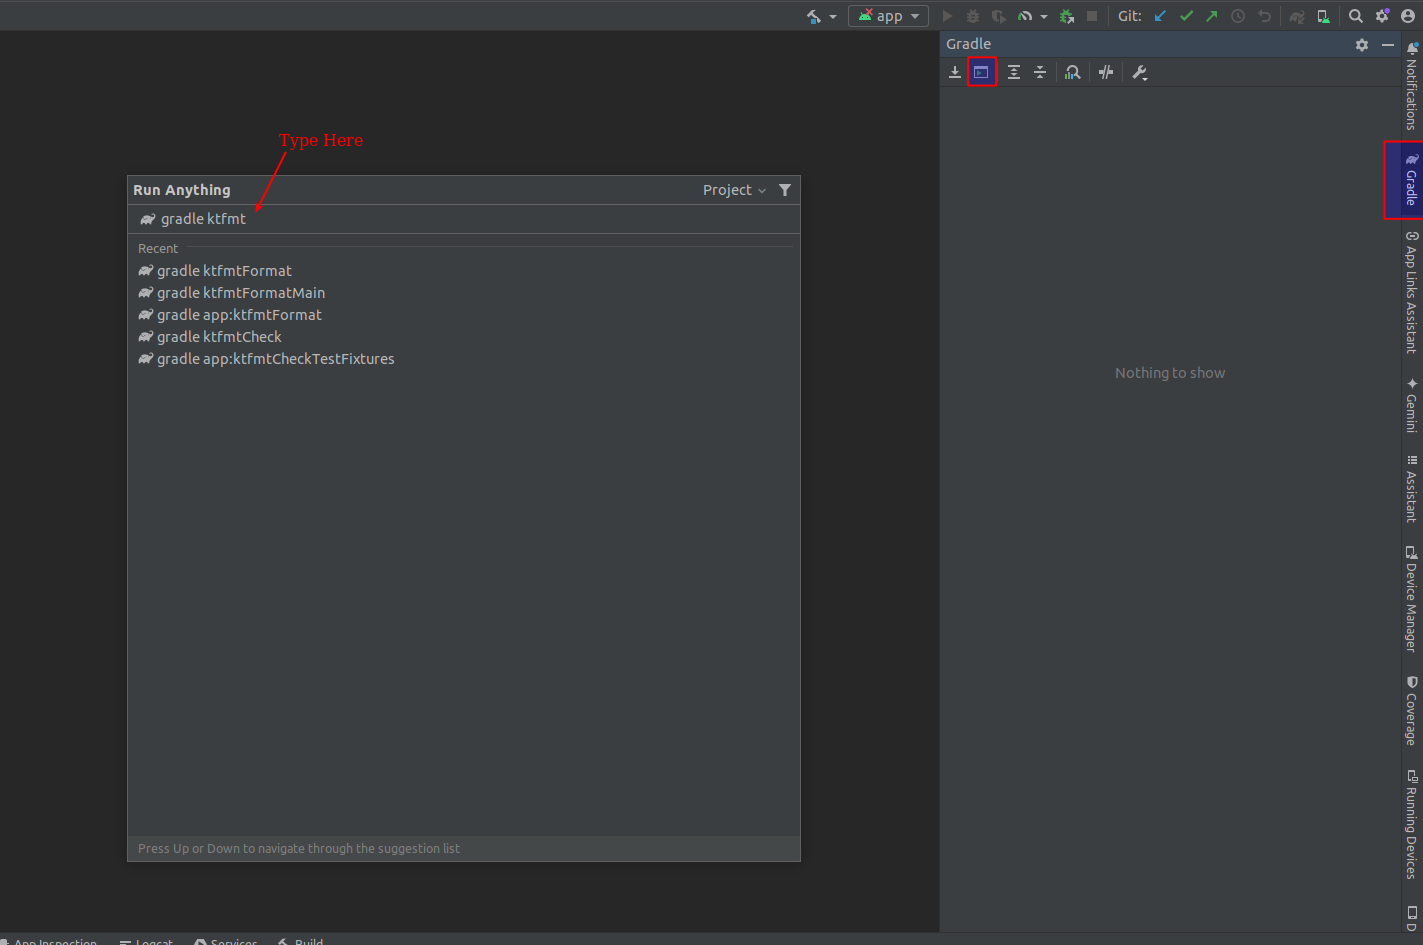 app
Git:
Gradle
Notifications
Type Here
Run Anything
Project
gradle ktfmt
Recent
gradle ktfmtFormat
gradle ktfmtFormatMain
gradle app:ktfmtFormat
gradle ktfmtCheck
gradle app:ktfmtCheckTestFixtures
Press Up or Down to navigate through the suggestion list
Nothing to show
Gradle
App Links Assistant
Gemini
Assistant
Device Manager
Coverage
Running Devices
D
App Inspection
Logcat
Services
Build